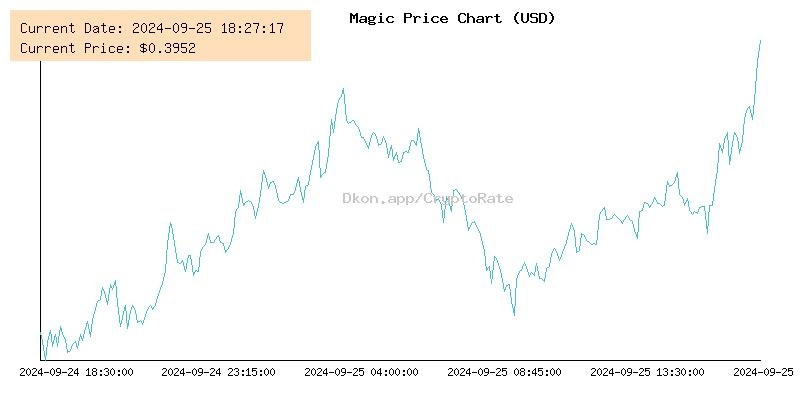 Magic Price Chart (USD)
Current Date: 2024-09-25 18:27:17
Current Price: $0.3952
Dkon.app/CryptoRate
2024-09-24 18:30:00 2024-09-24 23:15:00 2024-09-25 04:00:00 2024-09-25 08:45:00 2024-09-25 13:30:00 2024-09-25